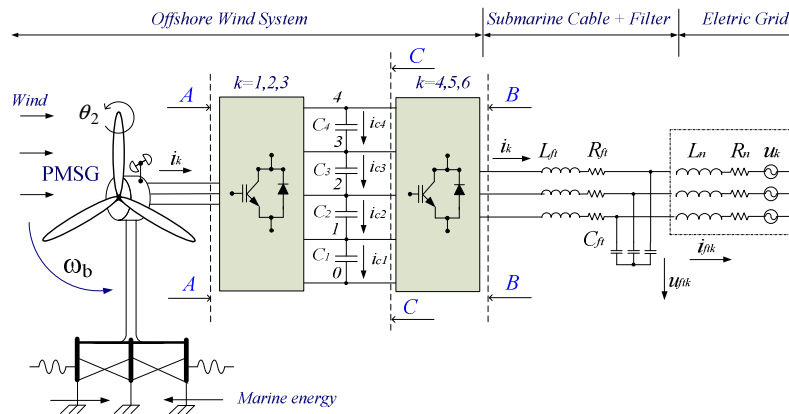 Offshore Wind System
Submarine Cable + Filter
Eletric Grid
C
k=1,2,3
k=4,5,6
Wind
θ2
A
4
B
C4
ic4
3
ik
ik
Lft
Rft
Ln
Rn
uk
PMSG
C3
ic3
2
C2
ic2
1
ωb
C1
ic1
0
Cft
iftk
A
B
C
uftk
Marine energy